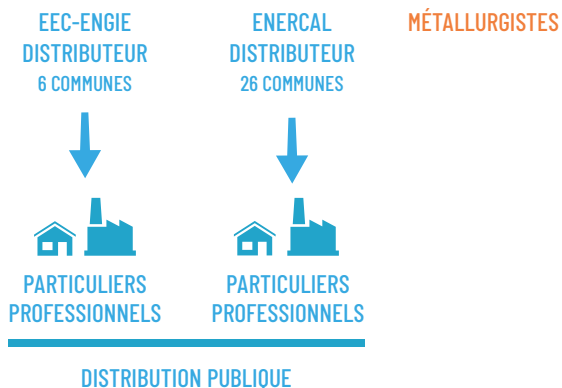 EEC-ENGIE
DISTRIBUTEUR
6 COMMUNES
ENERCAL
DISTRIBUTEUR
26 COMMUNES
MÉTALLURGISTES
PARTICULIERS
PROFESSIONNELS
PARTICULIERS
PROFESSIONNELS
DISTRIBUTION PUBLIQUE